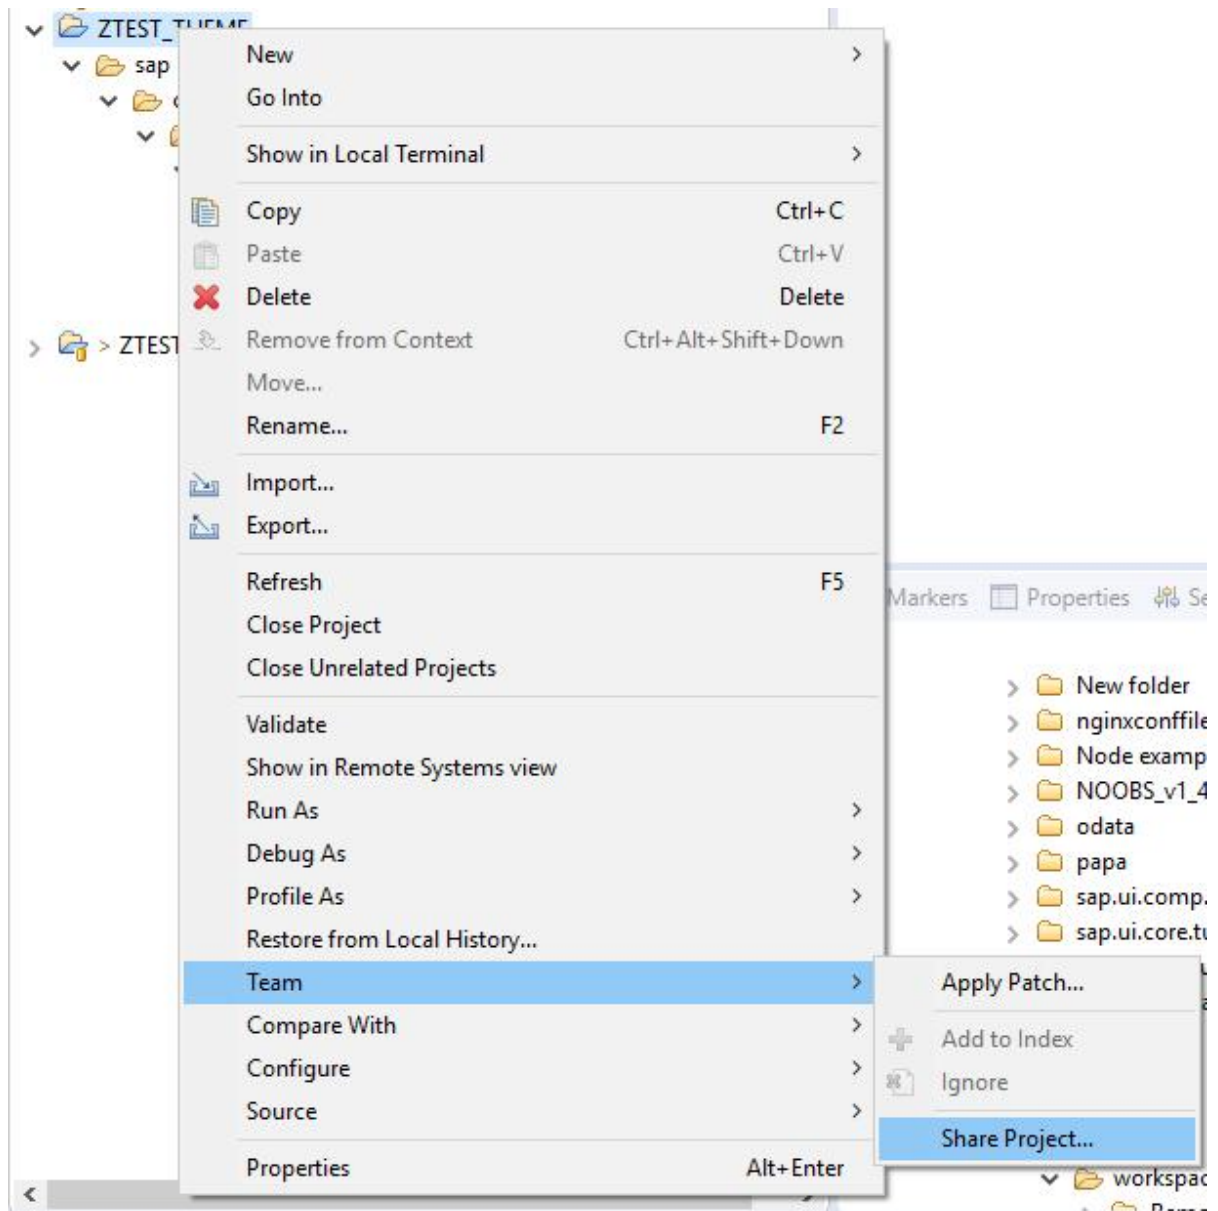 ZTEST_THEME
sap
> ZTEST
New
Go Into
Show in Local Terminal
Copy Ctrl+C
Paste Ctrl+V
Delete Delete
Remove from Context Ctrl+Alt+Shift+Down
Move...
Rename... F2
Import...
Export...
Refresh F5
Close Project
Close Unrelated Projects
Validate
Show in Remote Systems view
Run As
Debug As
Profile As
Restore from Local History...
Team
Compare With
Configure
Source
Properties Alt+Enter
Markers Properties Se
New folder
nginxconffile
Node examp
NOOBS_v1_4
odata
papa
sap.ui.comp.
sap.ui.core.tu
Apply Patch...
Add to Index
Ignore
Share Project...
workspac